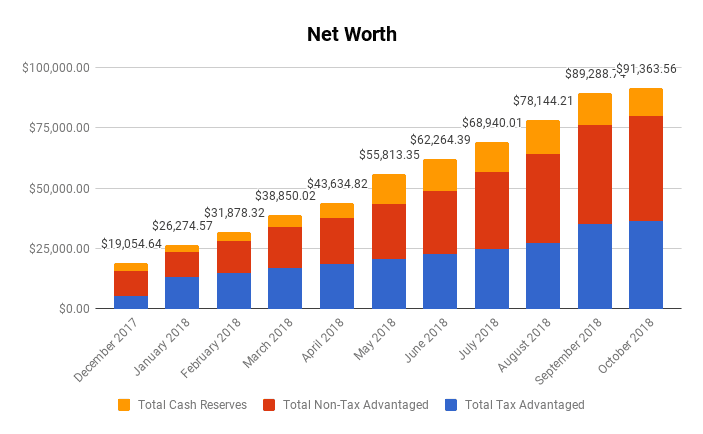 Net Worth
$100,000.00
$75,000.00
$50,000.00
$25,000.00
$0.00
$19,054.64
$26,274.57
$31,878.32
$38,850.02
$43,634.82
$55,813.35
$62,264.39
$68,940.01
$78,144.21
$91,363.56
December 2017
January 2018
February 2018
March 2018
April 2018
May 2018
June 2018
July 2018
August 2018
September 2018
October 2018
Total Cash Reserves
Total Non-Tax Advantaged
Total Tax Advantaged